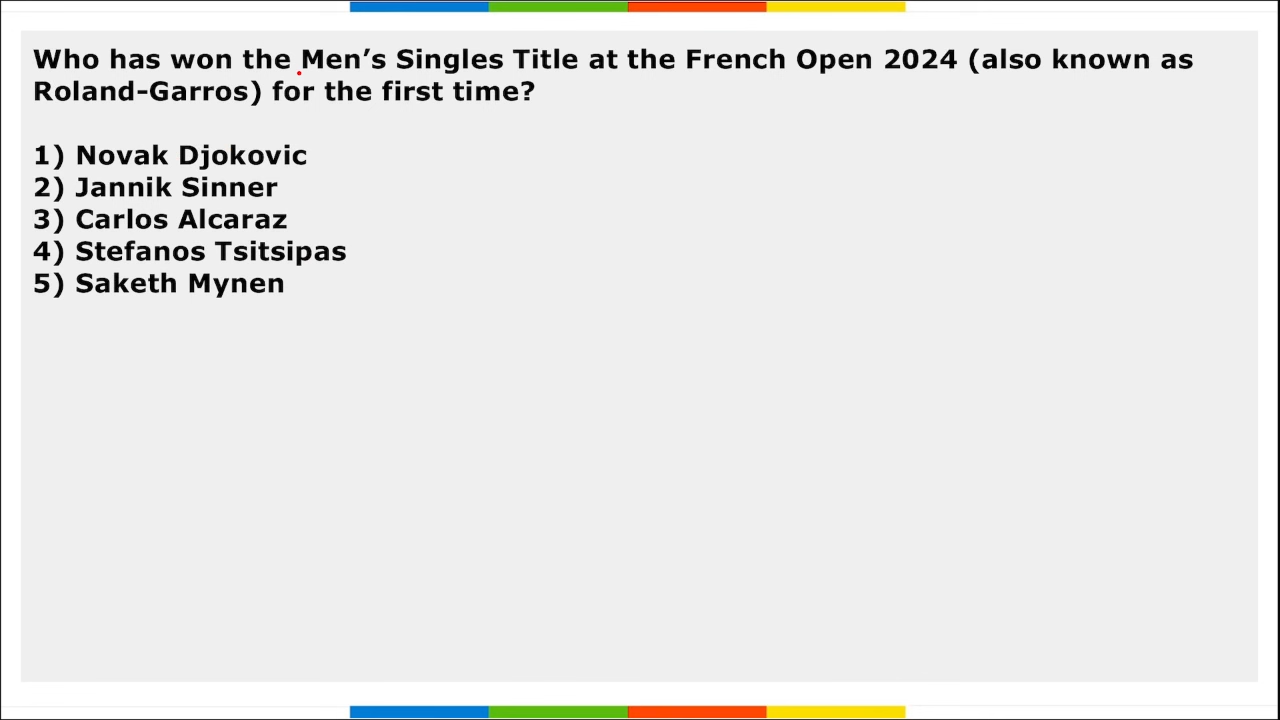 Who has won the Men’s Singles Title at the French Open 2024 (also known as
Roland-Garros) for the first time?
1) Novak Djokovic
2) Jannik Sinner
3) Carlos Alcaraz
4) Stefanos Tsitsipas
5) Saketh Mynen